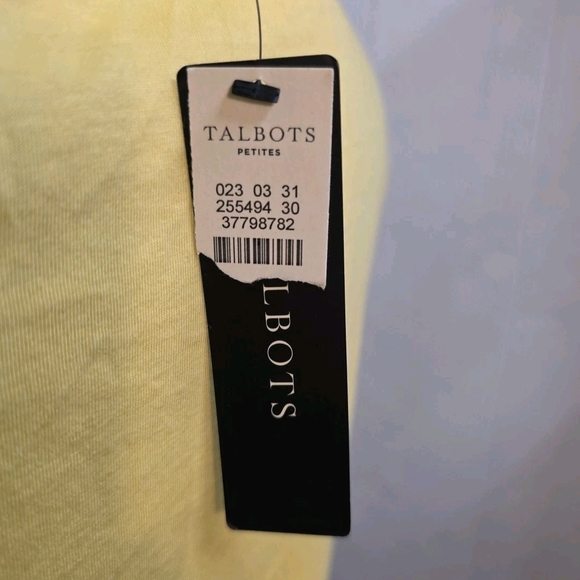 TALBOTS
PETITES
023 03 31
255494 30
37798782
LBOTS